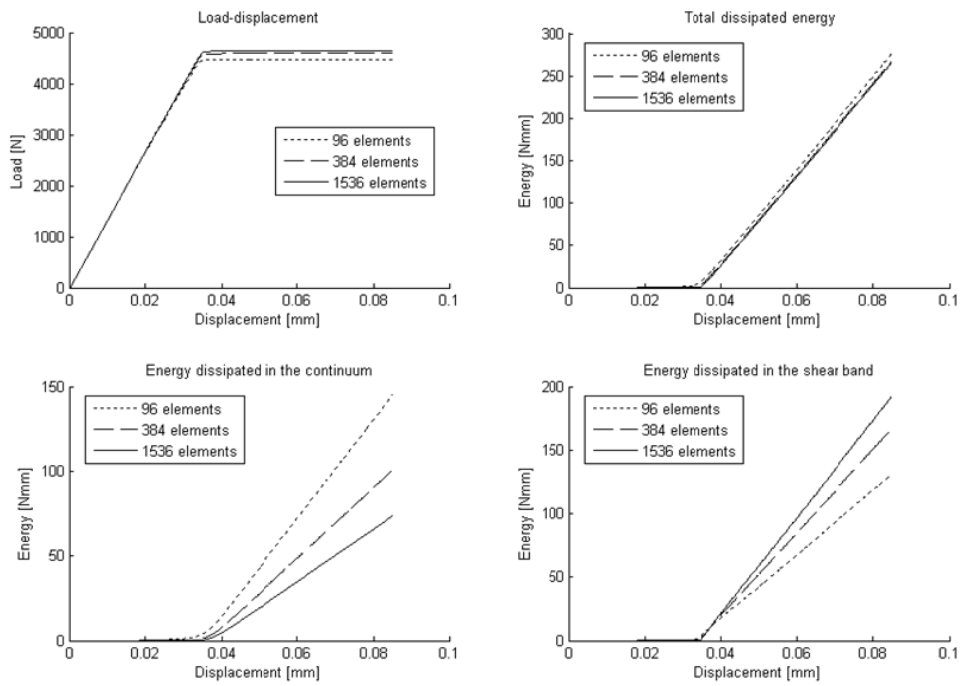 Load-displacement
5000
4000
3000
2000
1000
0
Load [N]
96 elements
384 elements
1536 elements
0
0.02
0.04
0.06
0.08
0.1
Displacement [mm]
Total dissipated energy
300
250
200
150
100
50
0
Energy [Nmm]
96 elements
384 elements
1536 elements
0
0.02
0.04
0.06
0.08
0.1
Displacement [mm]
Energy dissipated in the continuum
150
100
50
0
Energy [Nmm]
96 elements
384 elements
1536 elements
0
0.02
0.04
0.06
0.08
0.1
Displacement [mm]
Energy dissipated in the shear band
200
150
100
50
0
Energy [Nmm]
96 elements
384 elements
1536 elements
0
0.02
0.04
0.06
0.08
0.1
Displacement [mm]